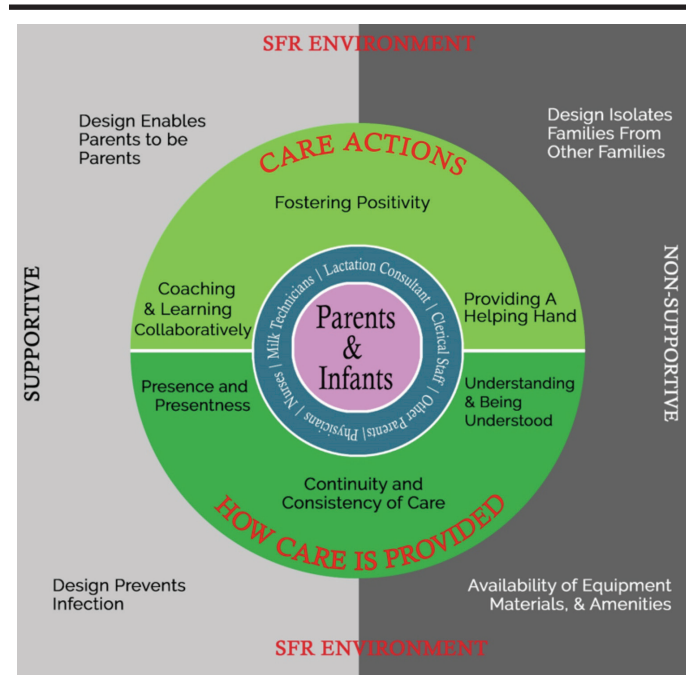 SFR ENVIRONMENT
Design Enables
Parents to be
Parents
Design Isolates
Families From
Other Families
CARE ACTIONS
Fostering Positivity
SUPPORTIVE
NON-SUPPORTIVE
Coaching
& Learning
Collaboratively
Providing A
Helping Hand
Milk Technicians | Lactation Consultant | Clerical Staff | Other Parents| Physicians | Nurses |
Parents
&
Infants
Presence and
Presentness
Understanding
& Being
Understood
Continuity and
Consistency of Care
HOW CARE IS PROVIDED
Design Prevents
Infection
Availability of Equipment
Materials, & Amenities
SFR ENVIRONMENT